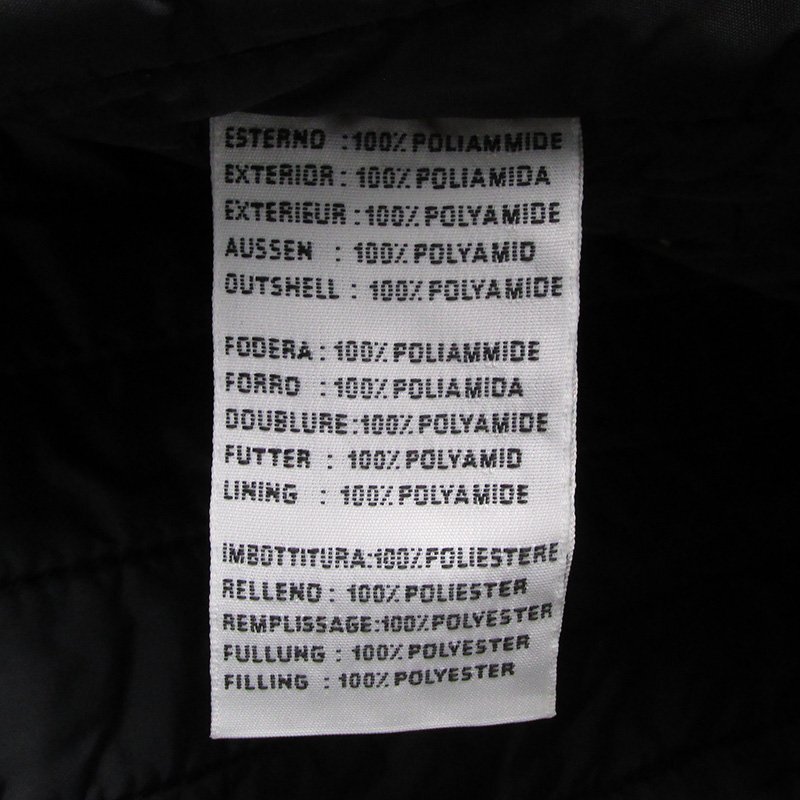 ESTERNO : 100% POLIAMMIDE
EXTERIOR : 100% POLIAMIDA
EXTERIEUR : 100% POLYAMIDE
AUSSEN : 100% POLYAMID
OUTSHELL : 100% POLYAMIDE
FODERA : 100% POLIAMMIDE
FORRO : 100% POLIAMIDA
DOUBLURE:100% POLYAMIDE
FUTTER : 100% POLYAMID
LINING : 100% POLYAMIDE
IMBOTTITURA:100% POLIESTERE
RELLENO : 100% POLIESTER
REMPLISSAGE:100% POLYESTER
FULLUNG : 100% POLYESTER
FILLING : 100% POLYESTER